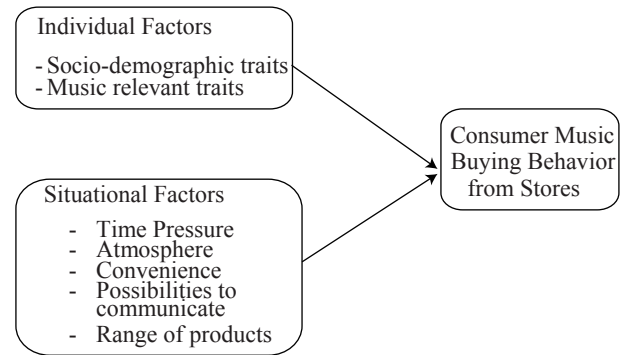 Individual Factors
- Socio-demographic traits
- Music relevant traits
Situational Factors
- Time Pressure
- Atmosphere
- Convenience
- Possibilities to
communicate
- Range of products
Consumer Music
Buying Behavior
from Stores